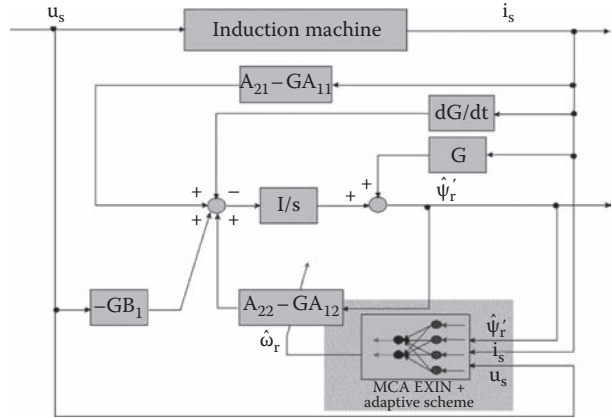 u_s
i_s
Induction machine
A_21 – GA_11
dG/dt
G
+
+
–
+
+
+
+
I/s
ψ̂_r′
–GB_1
A_22 – GA_12
ω̂_r
ψ̂_r′
i_s
u_s
MCA EXIN +
adaptive scheme